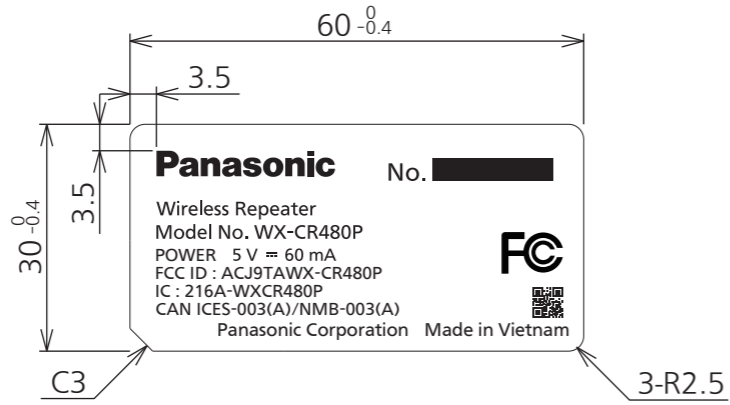 60 0 -0.4
3.5
3.5
30 0 -0.4
Panasonic No.
Wireless Repeater
Model No. WX-CR480P
POWER 5 V ⎓ 60 mA
FCC ID : ACJ9TAWX-CR480P
IC : 216A-WXCR480P
CAN ICES-003(A)/NMB-003(A)
FC
Panasonic Corporation Made in Vietnam
C3
3-R2.5